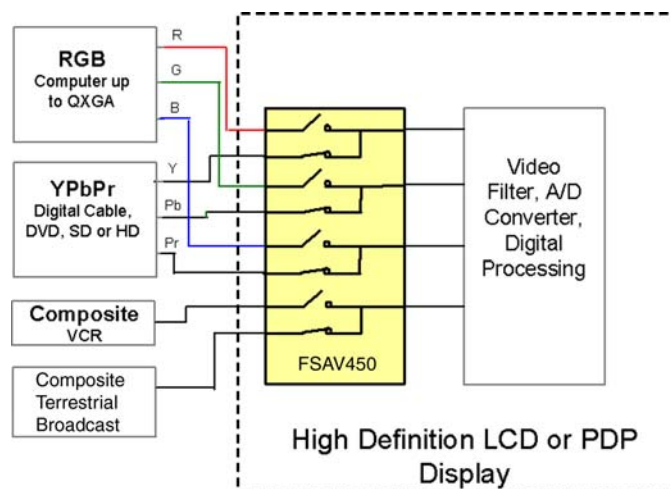 RGB
Computer up
to QXGA
R
G
B
YPbPr
Digital Cable,
DVD, SD or HD
Y
Pb
Pr
Composite
VCR
Composite
Terrestrial
Broadcast
FSAV450
Video
Filter, A/D
Converter,
Digital
Processing
High Definition LCD or PDP
Display